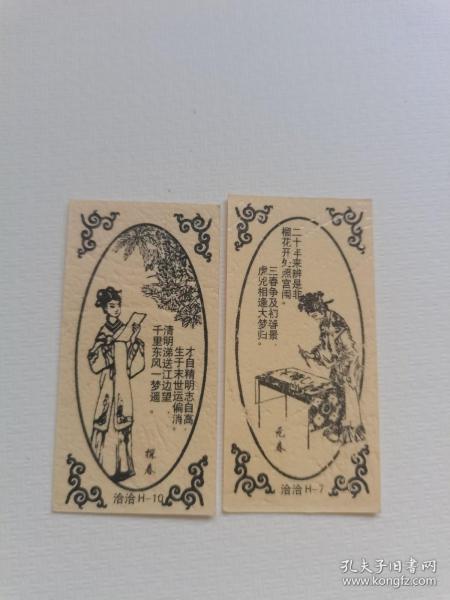 才自精明志自高，
生于末世运偏消。
清明涕送江边望，
千里东风一梦遥。
探春
洽洽H-10
二十年来辨是非，
榴花开处照宫闱。
三春争及初春景，
虎兕相逢大梦归。
元春
洽洽H-7
孔夫子旧书网
www.kongfz.com